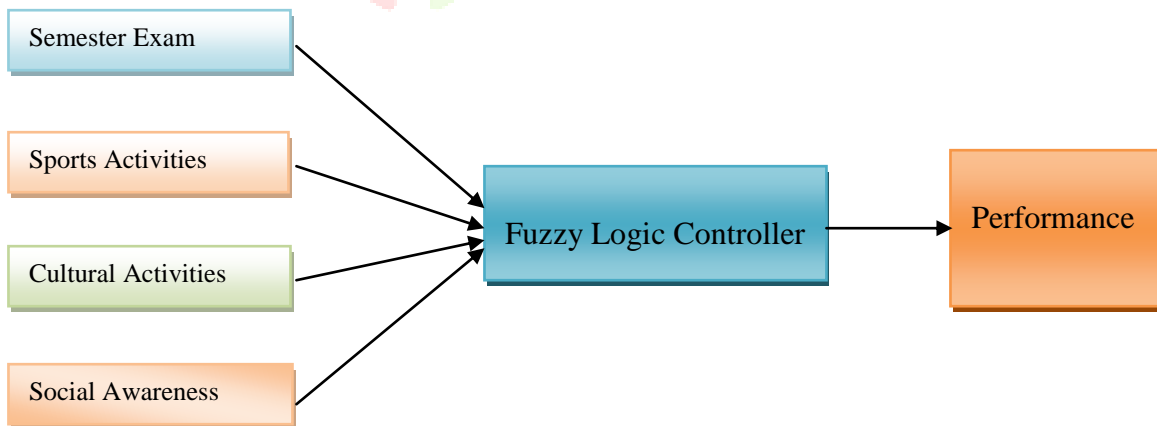 Semester Exam
Sports Activities
Cultural Activities
Social Awareness
Fuzzy Logic Controller
Performance